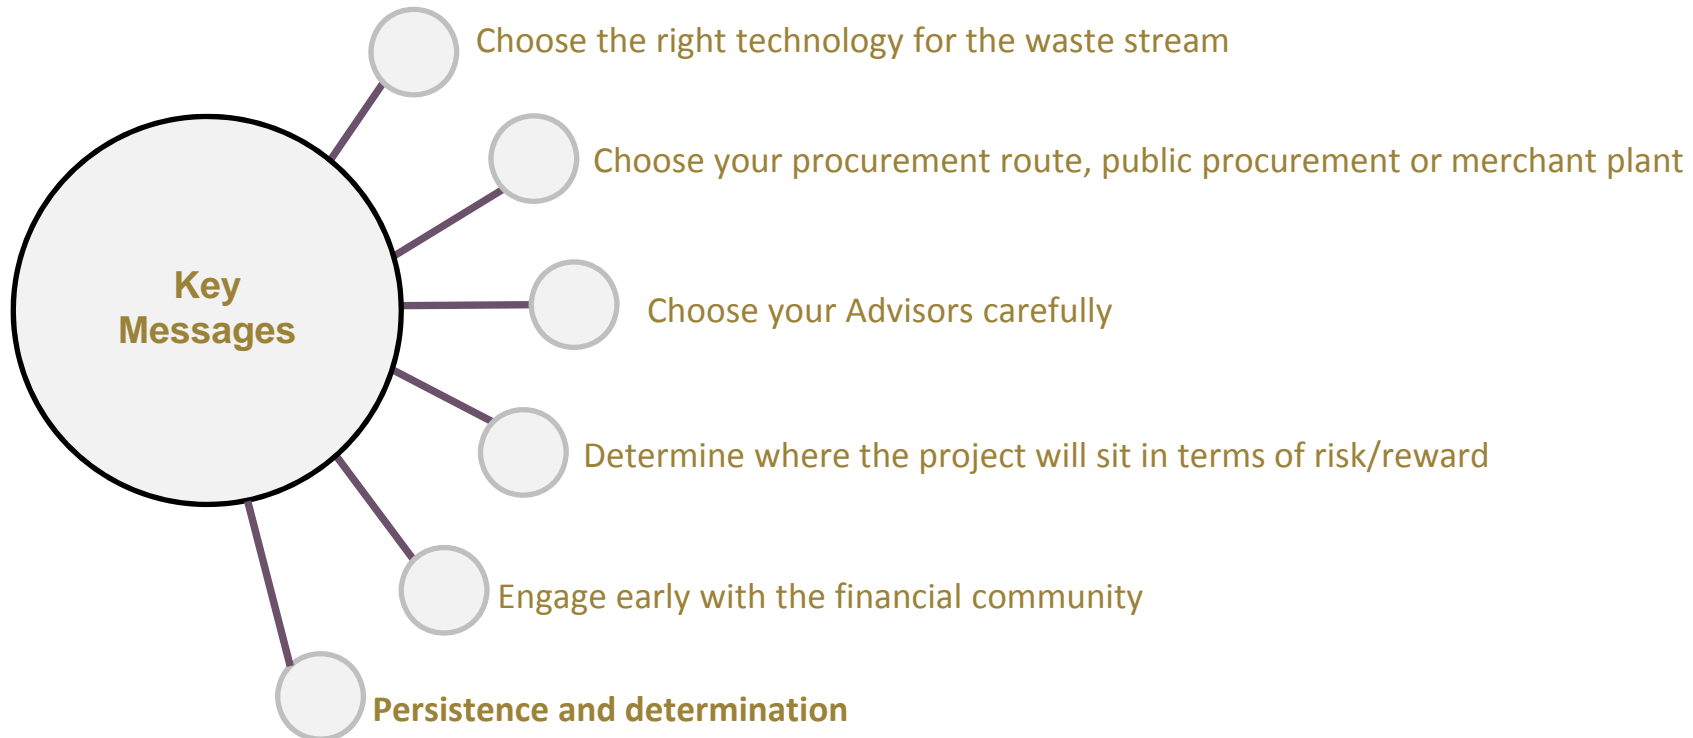 Choose the right technology for the waste stream
Choose your procurement route, public procurement or merchant plant
Key
Messages
Choose your Advisors carefully
Determine where the project will sit in terms of risk/reward
Engage early with the financial community
Persistence and determination